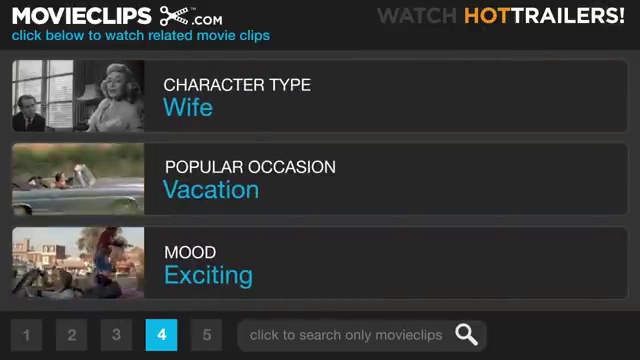 MOVIECLIPS .COM
WATCH HOTTRAILERS!
click below to watch related movie clips
CHARACTER TYPE
Wife
POPULAR OCCASION
Vacation
MOOD
Exciting
1 2 3 4 5 click to search only movieclips